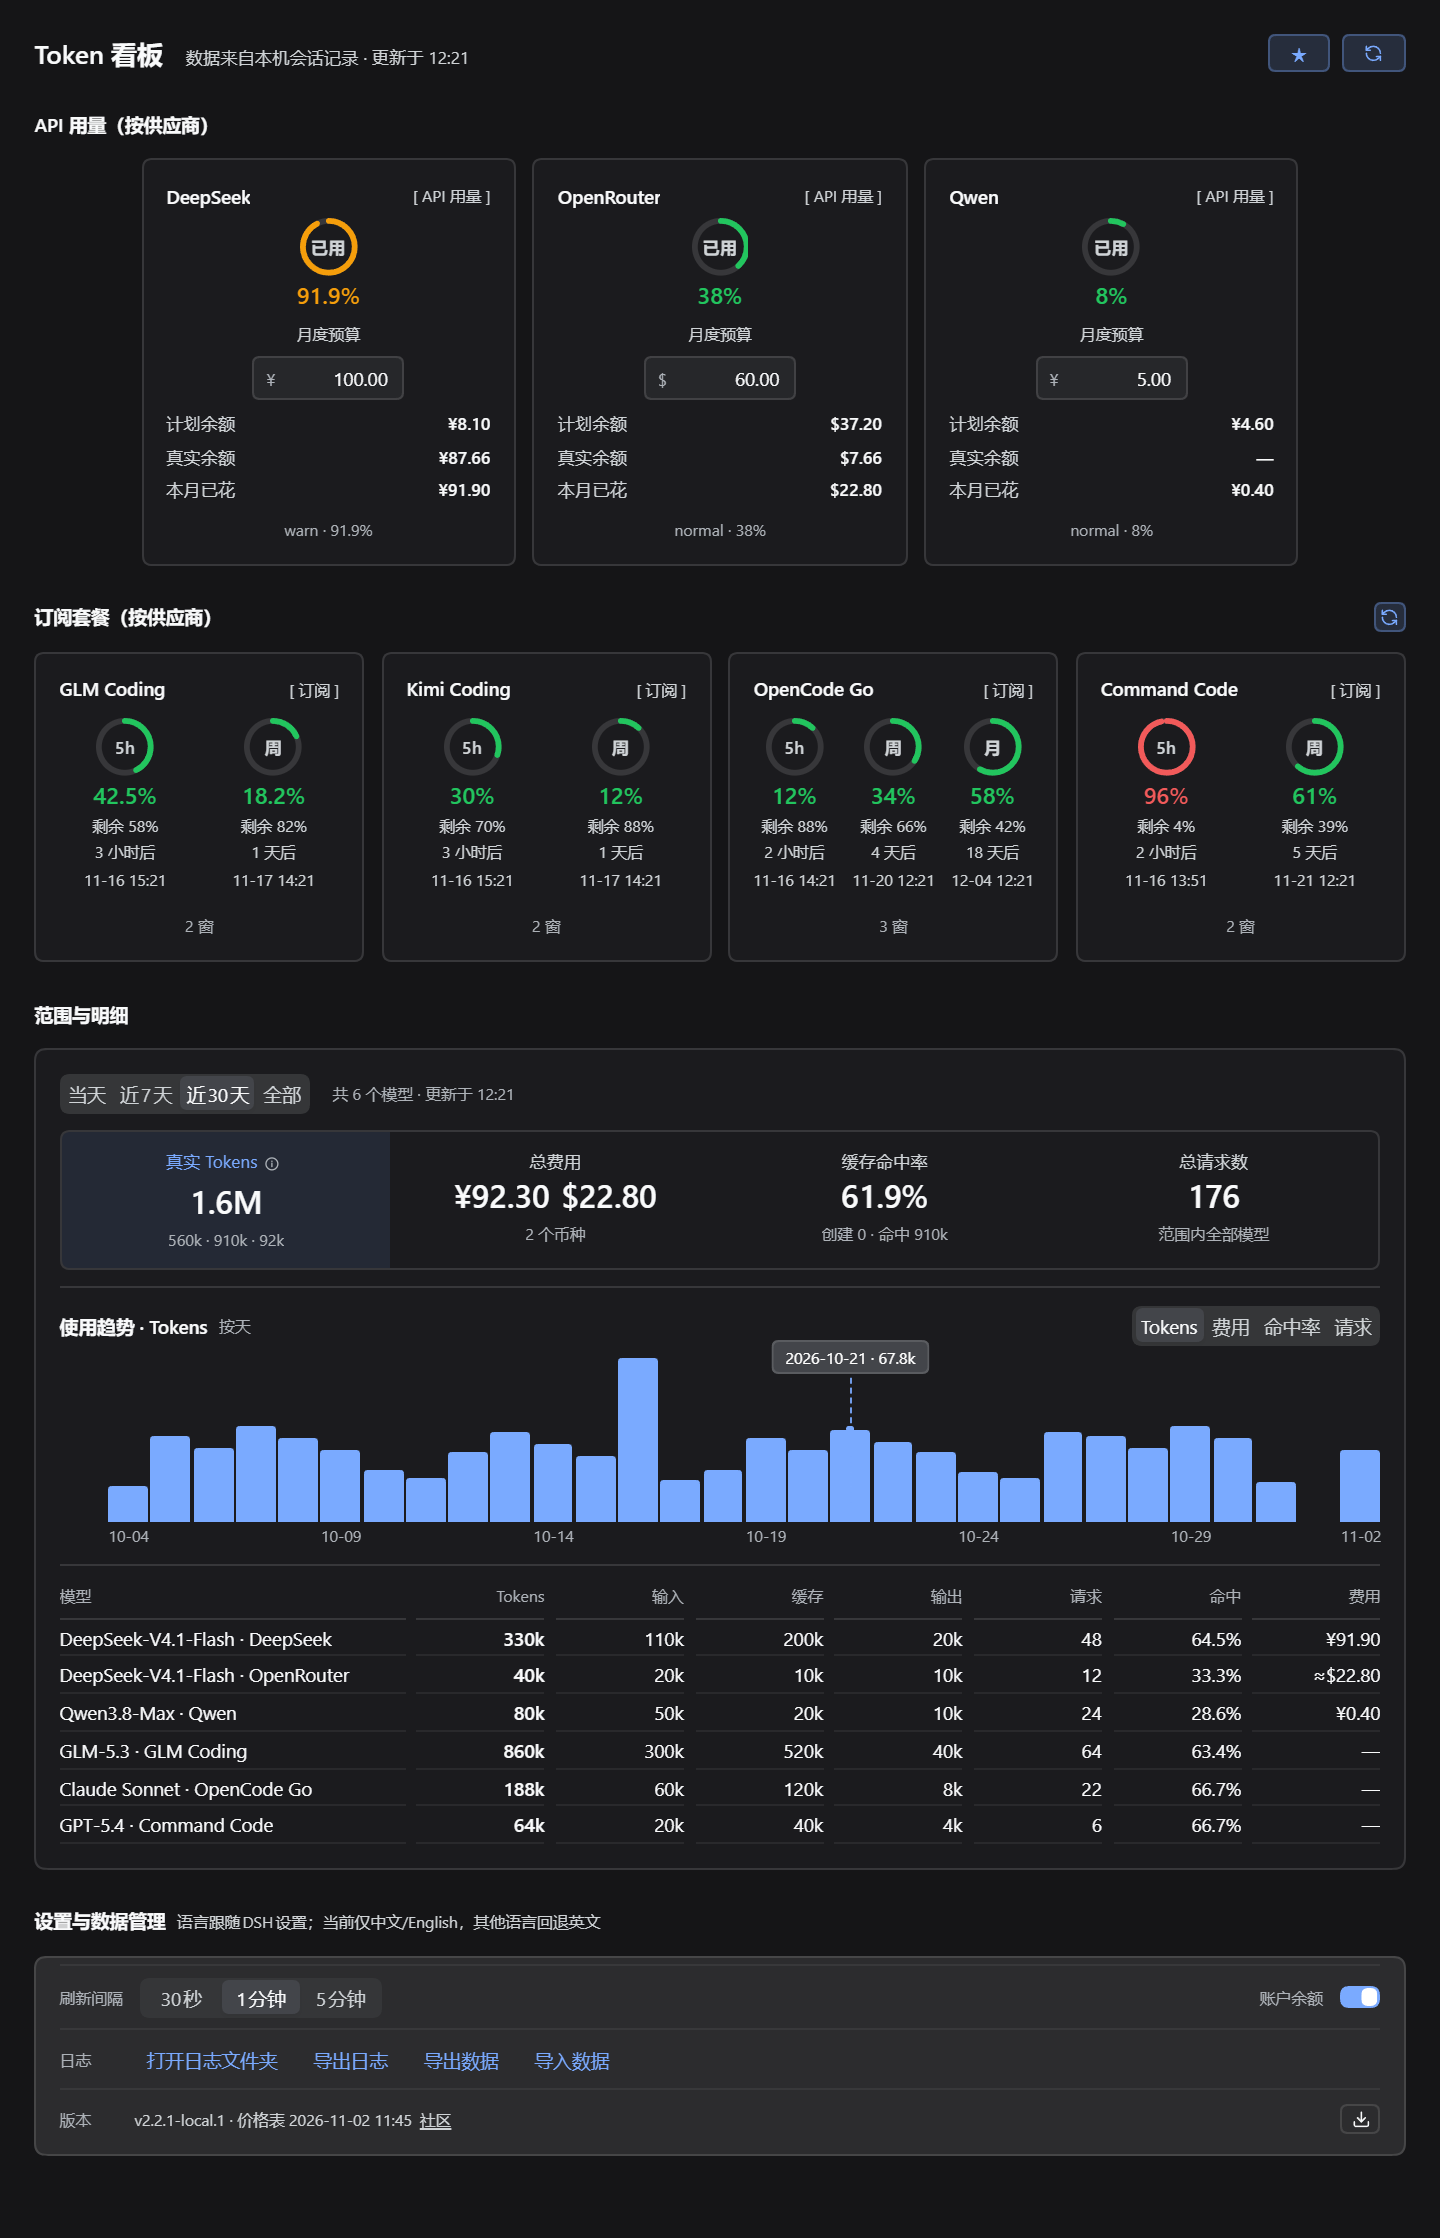 Token 看板 数据来自本机会话记录 · 更新于 12:21
★
API 用量（按供应商）
DeepSeek [ API 用量 ]
已用
91.9%
月度预算
¥ 100.00
计划余额 ¥8.10
真实余额 ¥87.66
本月已花 ¥91.90
warn · 91.9%
OpenRouter [ API 用量 ]
已用
38%
月度预算
$ 60.00
计划余额 $37.20
真实余额 $7.66
本月已花 $22.80
normal · 38%
Qwen [ API 用量 ]
已用
8%
月度预算
¥ 5.00
计划余额 ¥4.60
真实余额 —
本月已花 ¥0.40
normal · 8%
订阅套餐（按供应商）
GLM Coding [ 订阅 ]
5h 周
42.5% 18.2%
剩余 58% 剩余 82%
3 小时后 1 天后
11-16 15:21 11-17 14:21
2 窗
Kimi Coding [ 订阅 ]
5h 周
30% 12%
剩余 70% 剩余 88%
3 小时后 1 天后
11-16 15:21 11-17 14:21
2 窗
OpenCode Go [ 订阅 ]
5h 周 月
12% 34% 58%
剩余 88% 剩余 66% 剩余 42%
2 小时后 4 天后 18 天后
11-16 14:21 11-20 12:21 12-04 12:21
3 窗
Command Code [ 订阅 ]
5h 周
96% 61%
剩余 4% 剩余 39%
2 小时后 5 天后
11-16 13:51 11-21 12:21
2 窗
范围与明细
当天 近7天 近30天 全部 共 6 个模型 · 更新于 12:21
真实 Tokens
1.6M
560k · 910k · 92k
总费用
¥92.30 $22.80
2 个币种
缓存命中率
61.9%
创建 0 · 命中 910k
总请求数
176
范围内全部模型
使用趋势 · Tokens 按天
Tokens 费用 命中率 请求
2026-10-21 · 67.8k
10-04 10-09 10-14 10-19 10-24 10-29 11-02
模型 Tokens 输入 缓存 输出 请求 命中 费用
DeepSeek-V4.1-Flash · DeepSeek 330k 110k 200k 20k 48 64.5% ¥91.90
DeepSeek-V4.1-Flash · OpenRouter 40k 20k 10k 10k 12 33.3% ≈$22.80
Qwen3.8-Max · Qwen 80k 50k 20k 10k 24 28.6% ¥0.40
GLM-5.3 · GLM Coding 860k 300k 520k 40k 64 63.4% —
Claude Sonnet · OpenCode Go 188k 60k 120k 8k 22 66.7% —
GPT-5.4 · Command Code 64k 20k 40k 4k 6 66.7% —
设置与数据管理 语言跟随 DSH 设置；当前仅中文/English，其他语言回退英文
刷新间隔 30秒 1分钟 5分钟 账户余额
日志 打开日志文件夹 导出日志 导出数据 导入数据
版本 v2.2.1-local.1 · 价格表 2026-11-02 11:45 社区